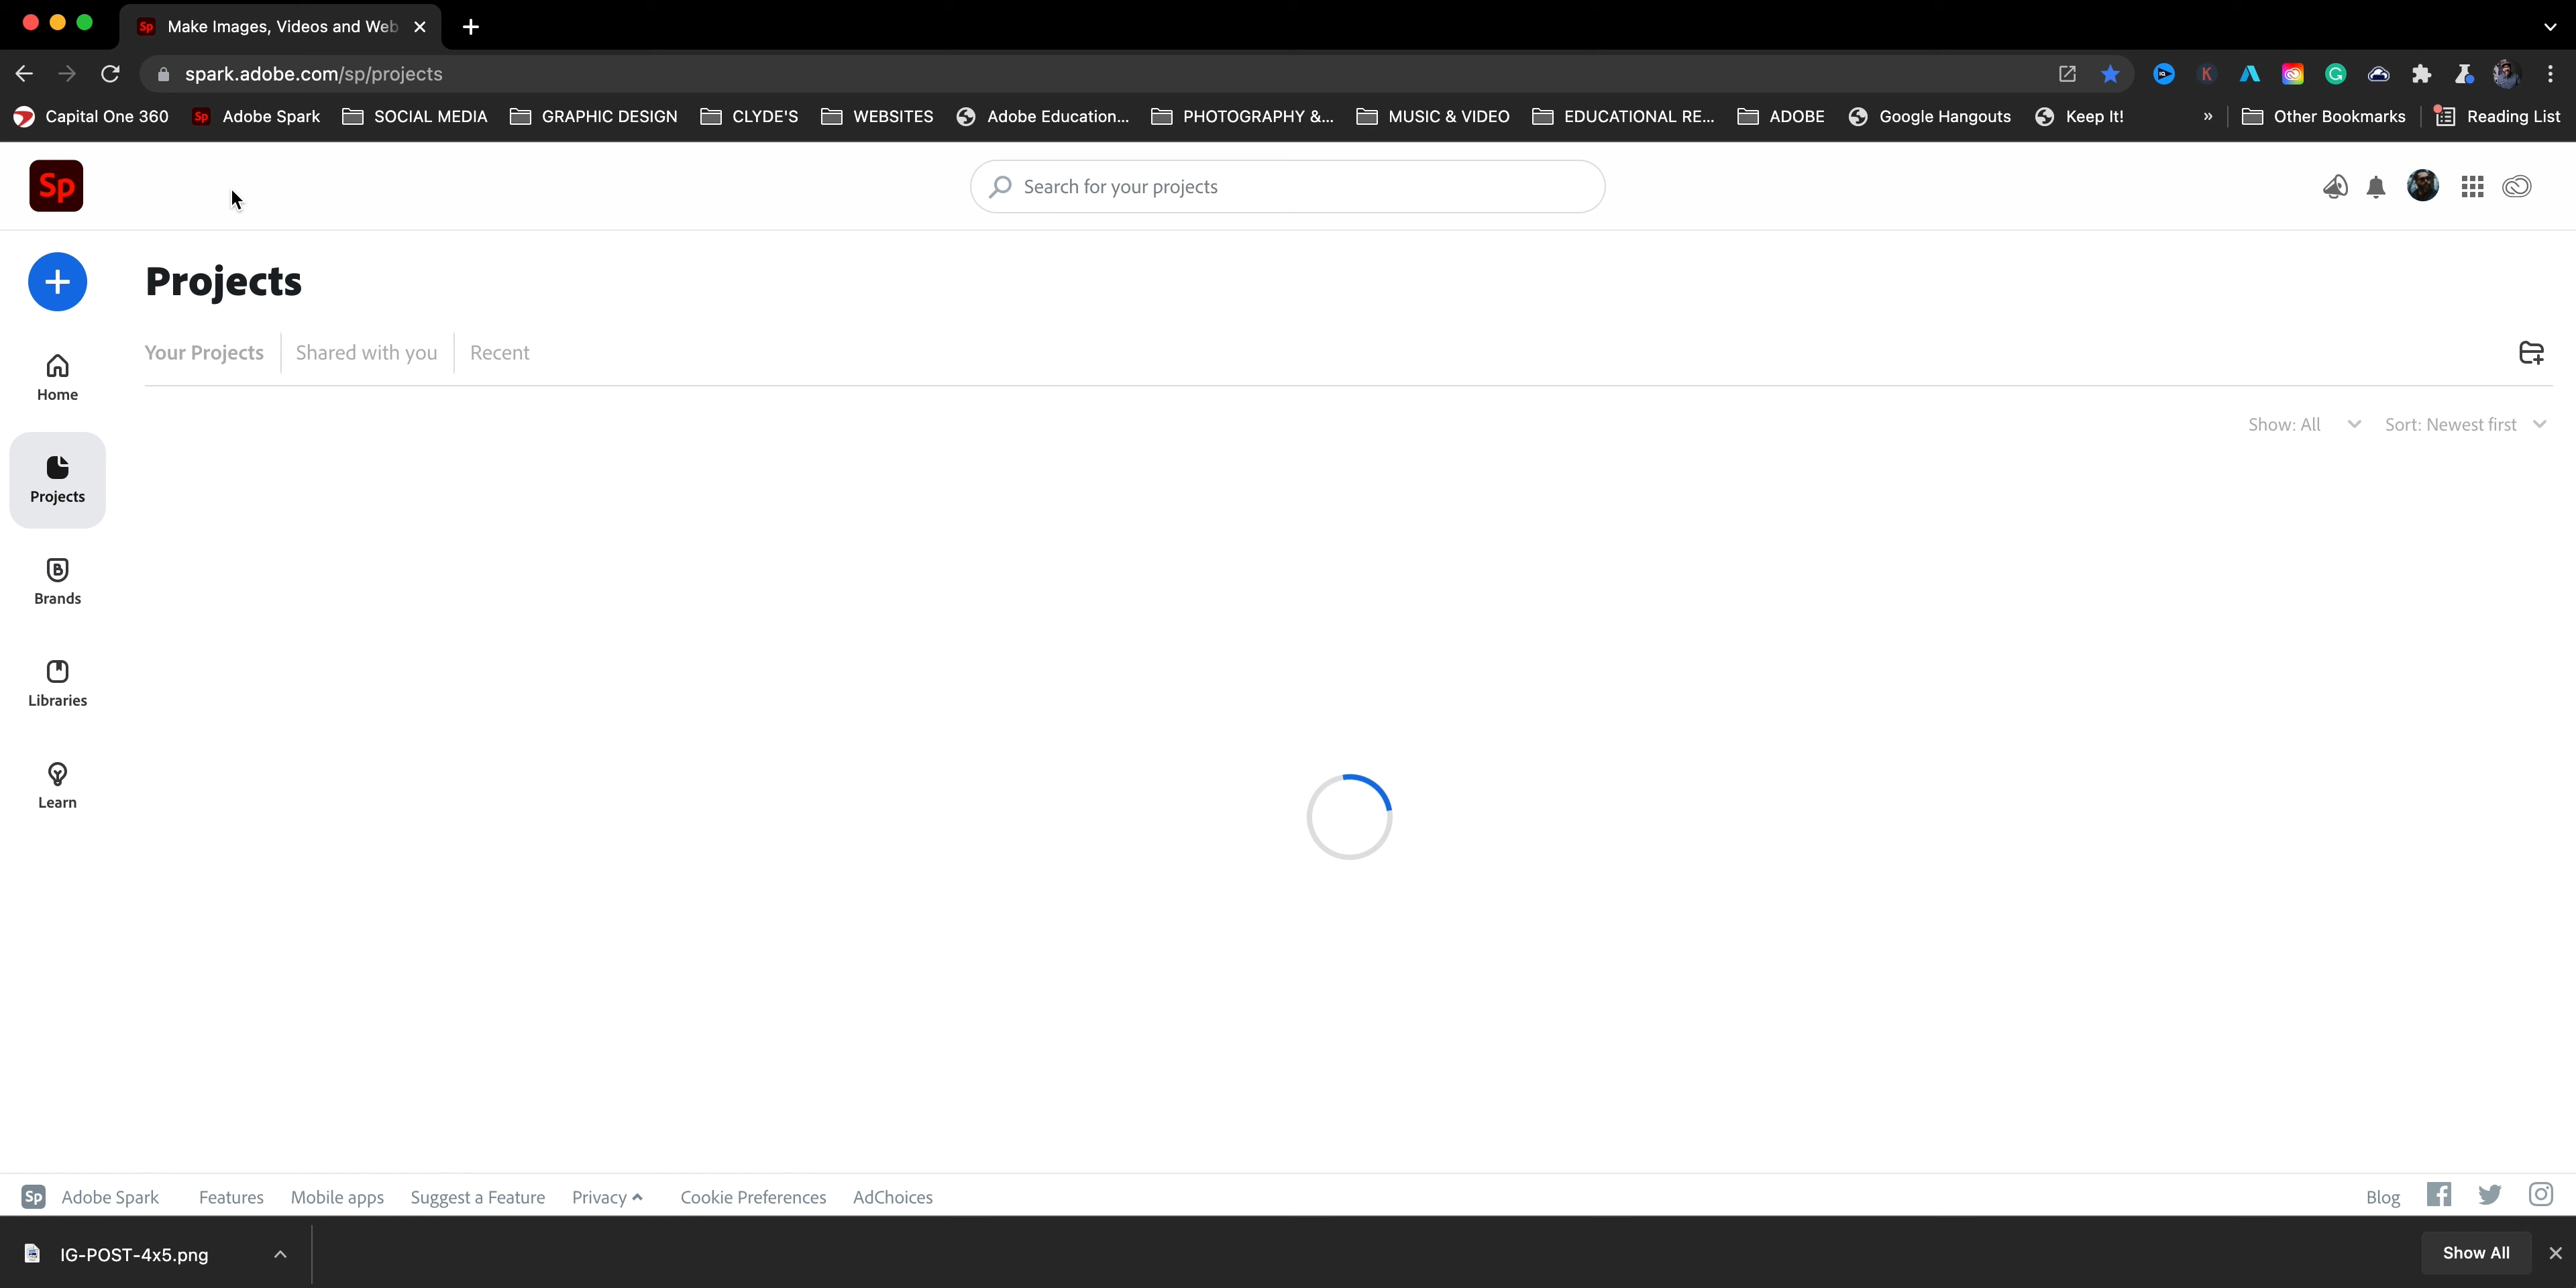 Sp Make Images, Videos and Web
spark.adobe.com/sp/projects
Capital One 360 Sp Adobe Spark SOCIAL MEDIA GRAPHIC DESIGN CLYDE'S WEBSITES Adobe Education... PHOTOGRAPHY &... MUSIC & VIDEO EDUCATIONAL RE... ADOBE Google Hangouts Keep It! » Other Bookmarks Reading List
Sp Search for your projects
Projects
Your Projects Shared with you Recent
Home
Show: All Sort: Newest first
Projects
Brands
Libraries
Learn
Sp Adobe Spark Features Mobile apps Suggest a Feature Privacy Cookie Preferences AdChoices Blog
IG-POST-4x5.png Show All